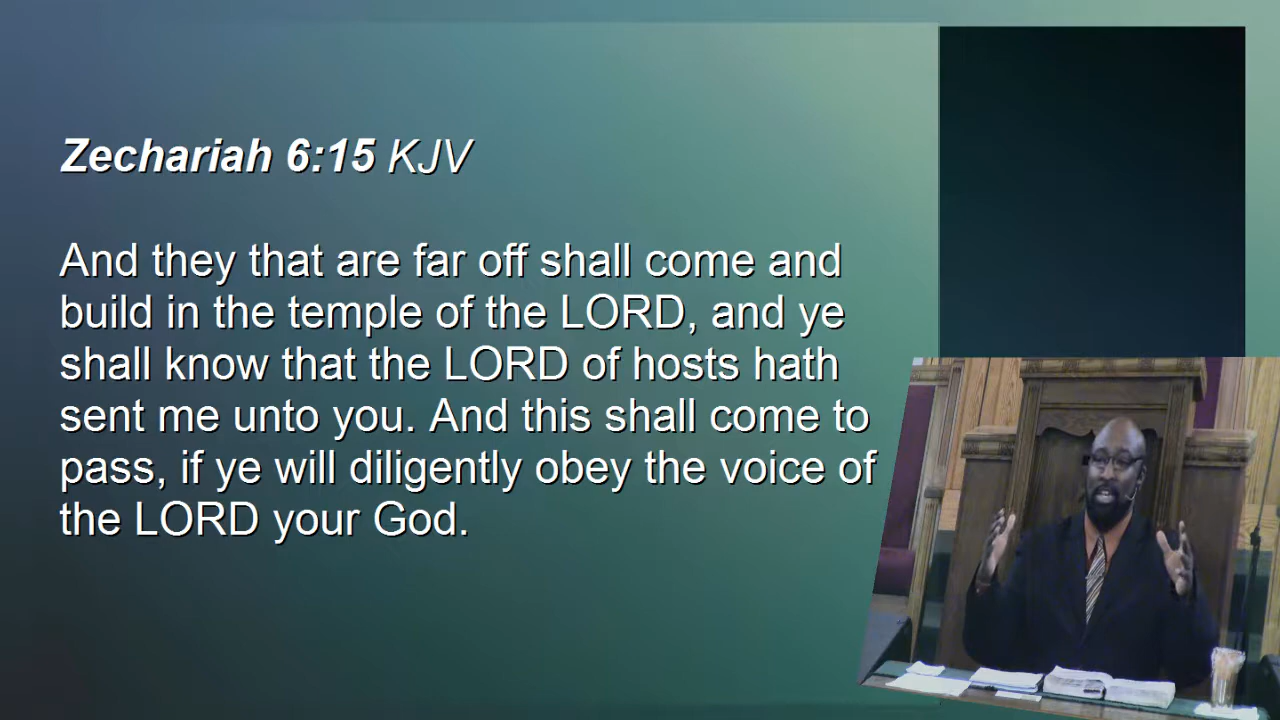 Zechariah 6:15 KJV
And they that are far off shall come and
build in the temple of the LORD, and ye
shall know that the LORD of hosts hath
sent me unto you. And this shall come to
pass, if ye will diligently obey the voice of
the LORD your God.